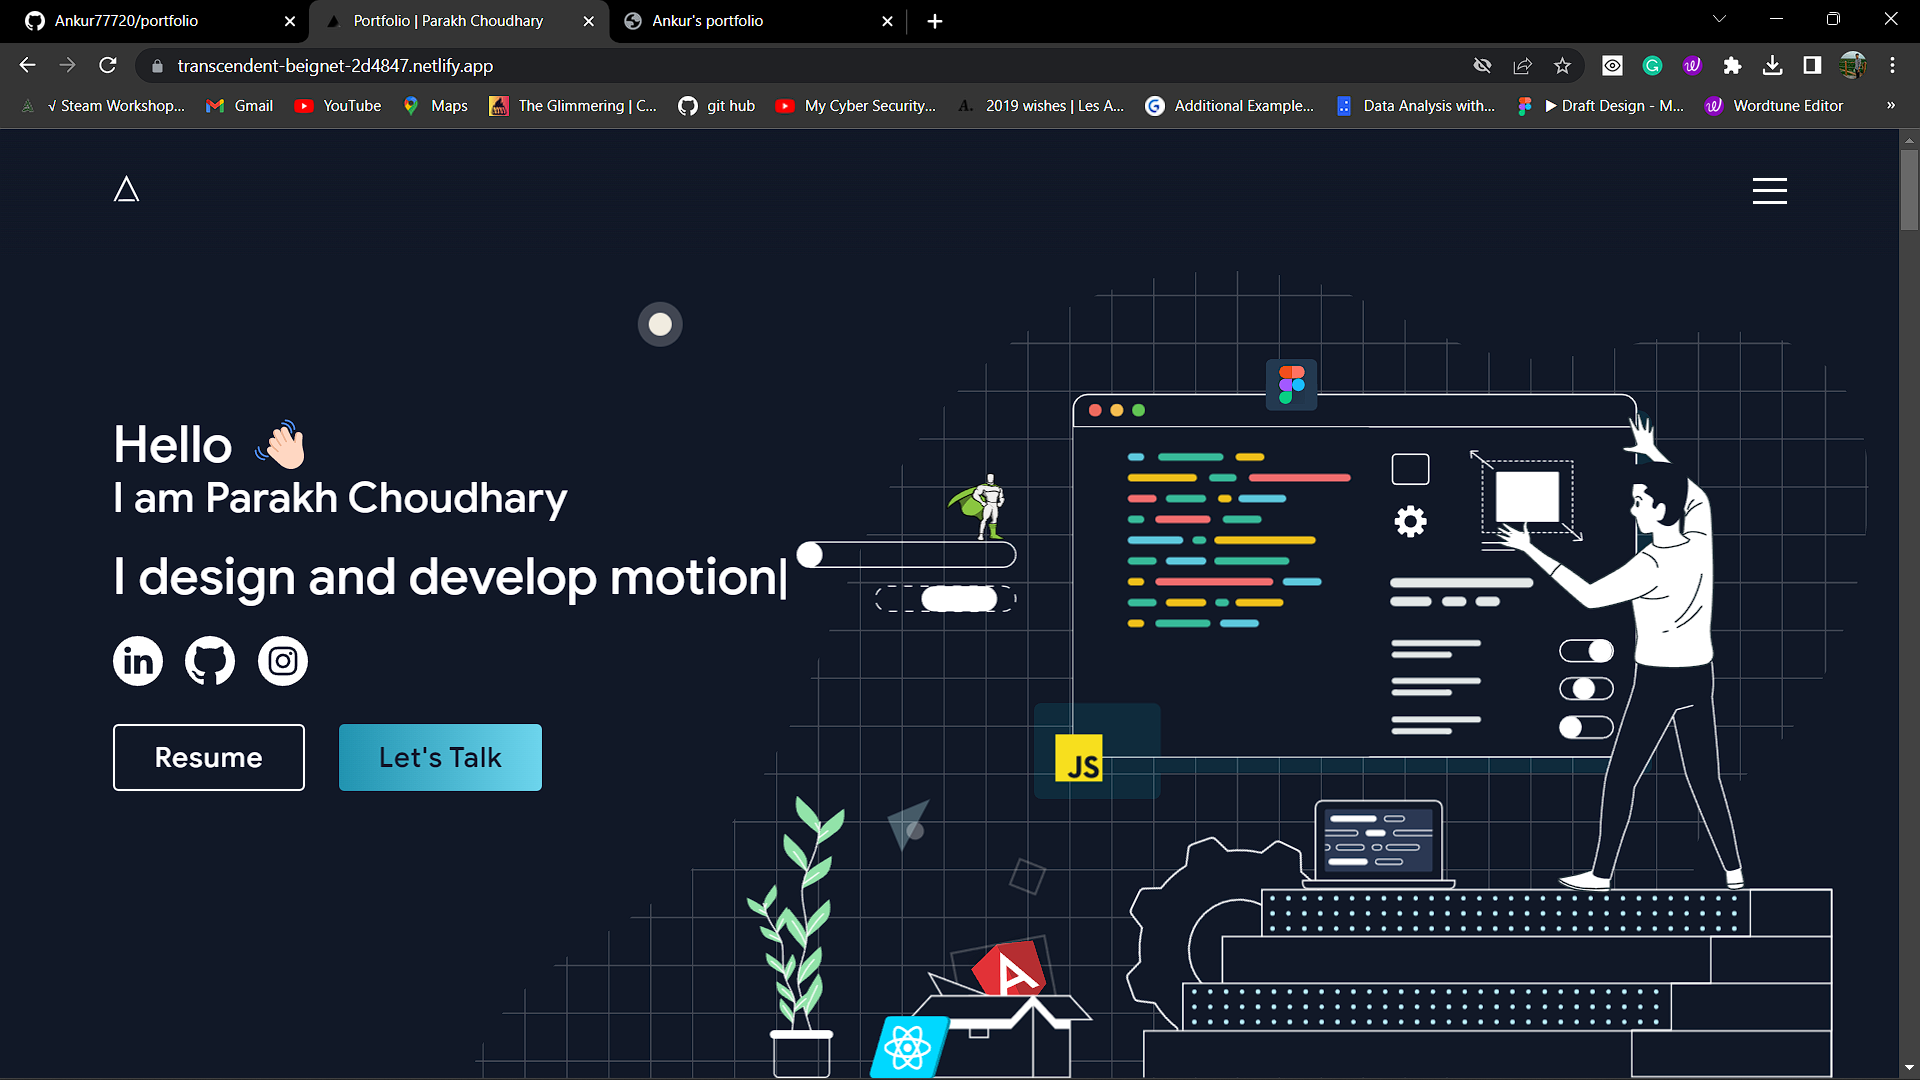 Ankur77720/portfolio
Portfolio | Parakh Choudhary
Ankur's portfolio
transcendent-beignet-2d4847.netlify.app
√ Steam Workshop...
Gmail
YouTube
Maps
The Glimmering | C...
git hub
My Cyber Security...
A.
2019 wishes | Les A...
Additional Example...
Data Analysis with...
▶ Draft Design - M...
Wordtune Editor
»
Hello 👋🏻
I am Parakh Choudhary
I design and develop motion|
in
Resume
Let's Talk
JS
A